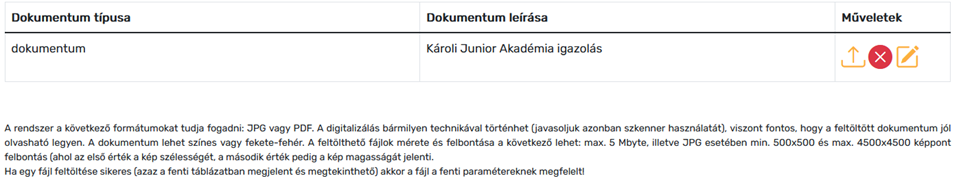 Dokumentum típusa Dokumentum leírása Műveletek
dokumentum Károli Junior Akadémia igazolás
A rendszer a következő formátumokat tudja fogadni: JPG vagy PDF. A digitalizálás bármilyen technikával történhet (javasoljuk azonban szkenner használatát), viszont fontos, hogy a feltöltött dokumentum jól
olvasható legyen. A dokumentum lehet színes vagy fekete-fehér. A feltölthető fájlok mérete és felbontása a következő lehet: max. 5 Mbyte, illetve JPG esetében min. 500x500 és max. 4500x4500 képpont
felbontás (ahol az első érték a kép szélességét, a második érték pedig a kép magasságát jelenti.
Ha egy fájl feltöltése sikeres (azaz a fenti táblázatban megjelent és megtekinthető) akkor a fájl a fenti paramétereknek megfelelt!